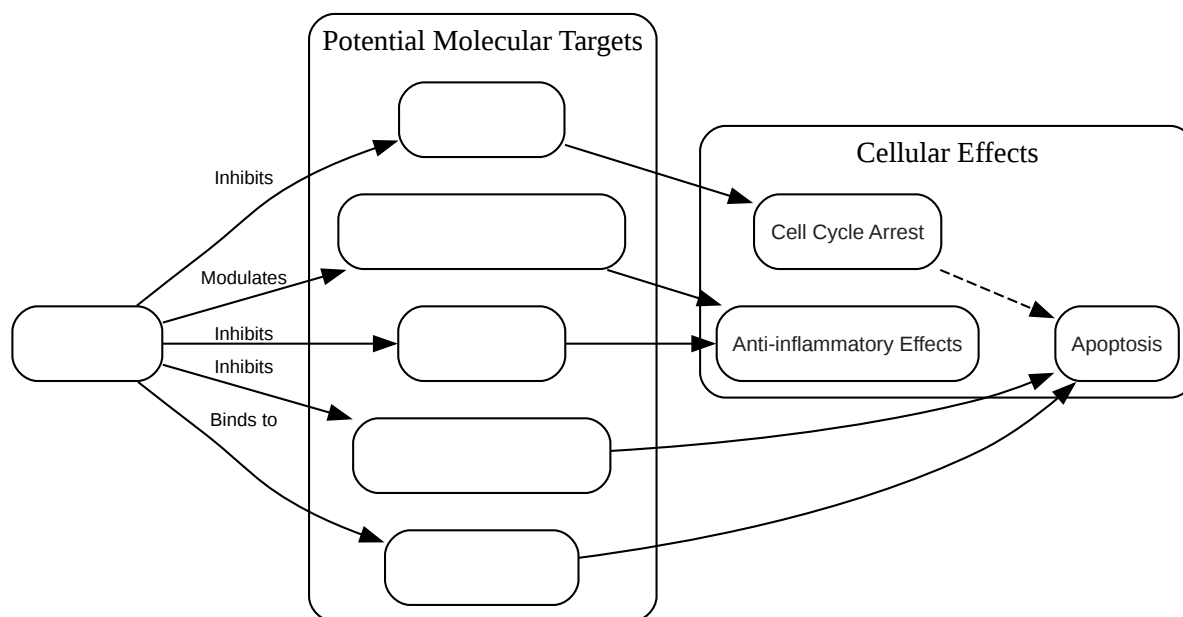 Potential Molecular Targets
Cellular Effects
Inhibits
Modulates
Inhibits
Inhibits
Binds to
Cell Cycle Arrest
Anti-inflammatory Effects
Apoptosis